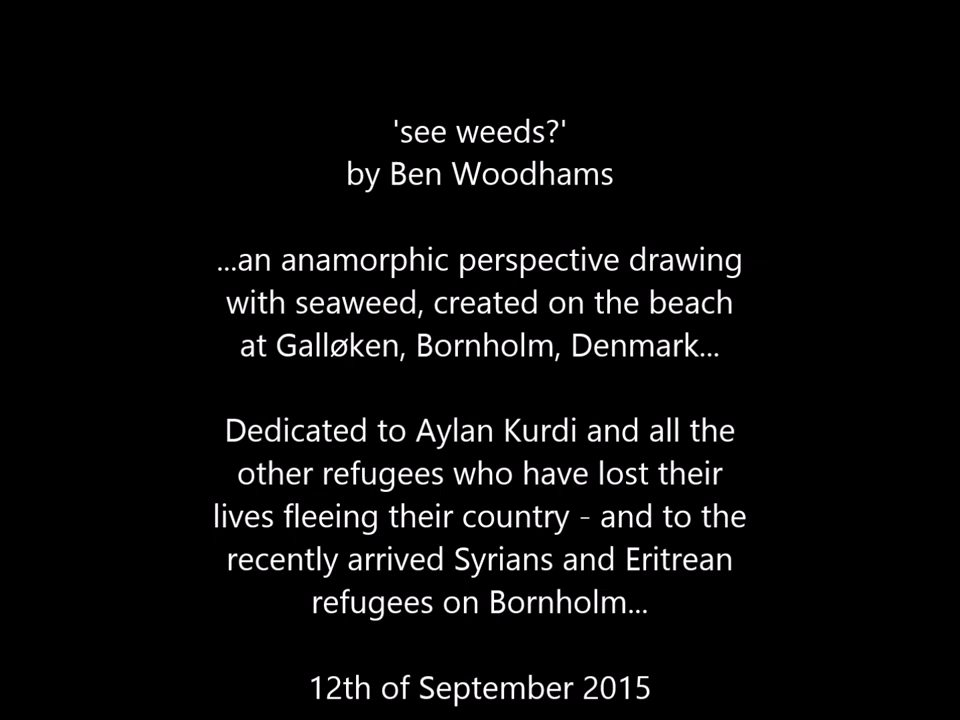 'see weeds?'
by Ben Woodhams
...an anamorphic perspective drawing
with seaweed, created on the beach
at Galløken, Bornholm, Denmark...
Dedicated to Aylan Kurdi and all the
other refugees who have lost their
lives fleeing their country - and to the
recently arrived Syrians and Eritrean
refugees on Bornholm...
12th of September 2015